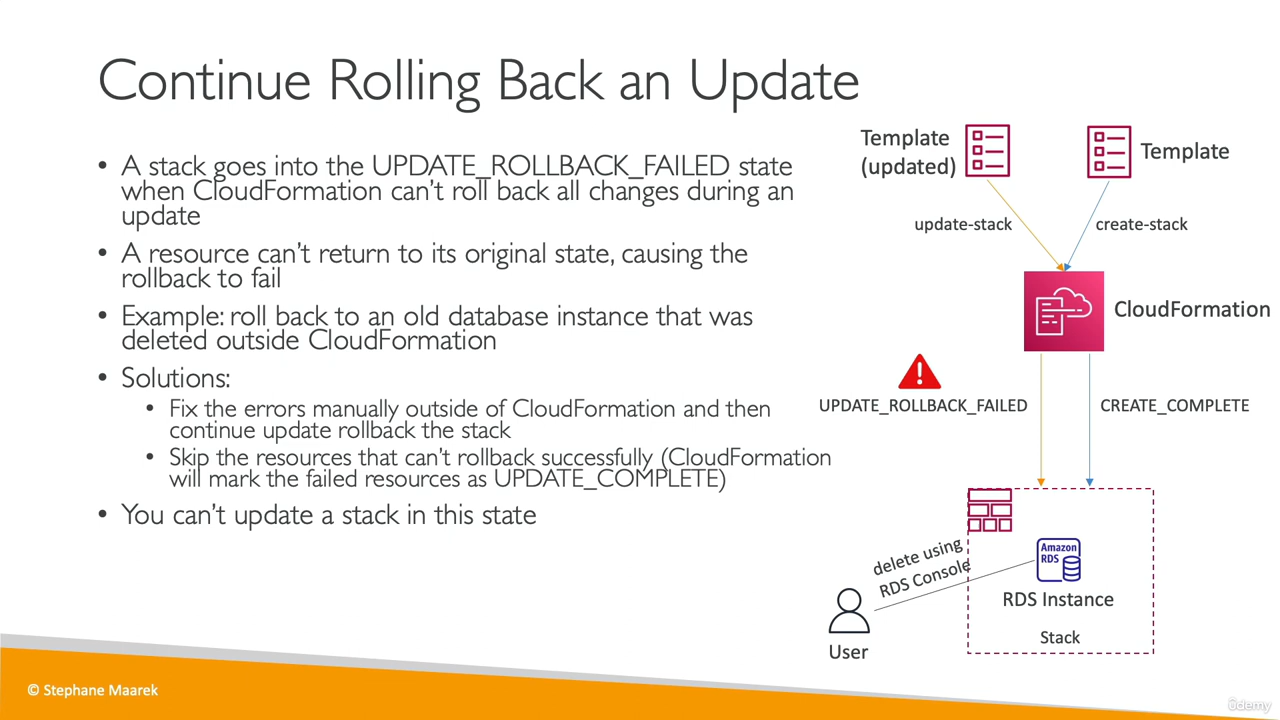 Continue Rolling Back an Update
• A stack goes into the UPDATE_ROLLBACK_FAILED state
when CloudFormation can’t roll back all changes during an
update
• A resource can’t return to its original state, causing the
rollback to fail
• Example: roll back to an old database instance that was
deleted outside CloudFormation
• Solutions:
• Fix the errors manually outside of CloudFormation and then
continue update rollback the stack
• Skip the resources that can’t rollback successfully (CloudFormation
will mark the failed resources as UPDATE_COMPLETE)
• You can’t update a stack in this state
Template
(updated)
Template
update-stack
create-stack
CloudFormation
UPDATE_ROLLBACK_FAILED
CREATE_COMPLETE
delete using
RDS Console
Amazon
RDS
RDS Instance
Stack
User
© Stephane Maarek
ûdemy